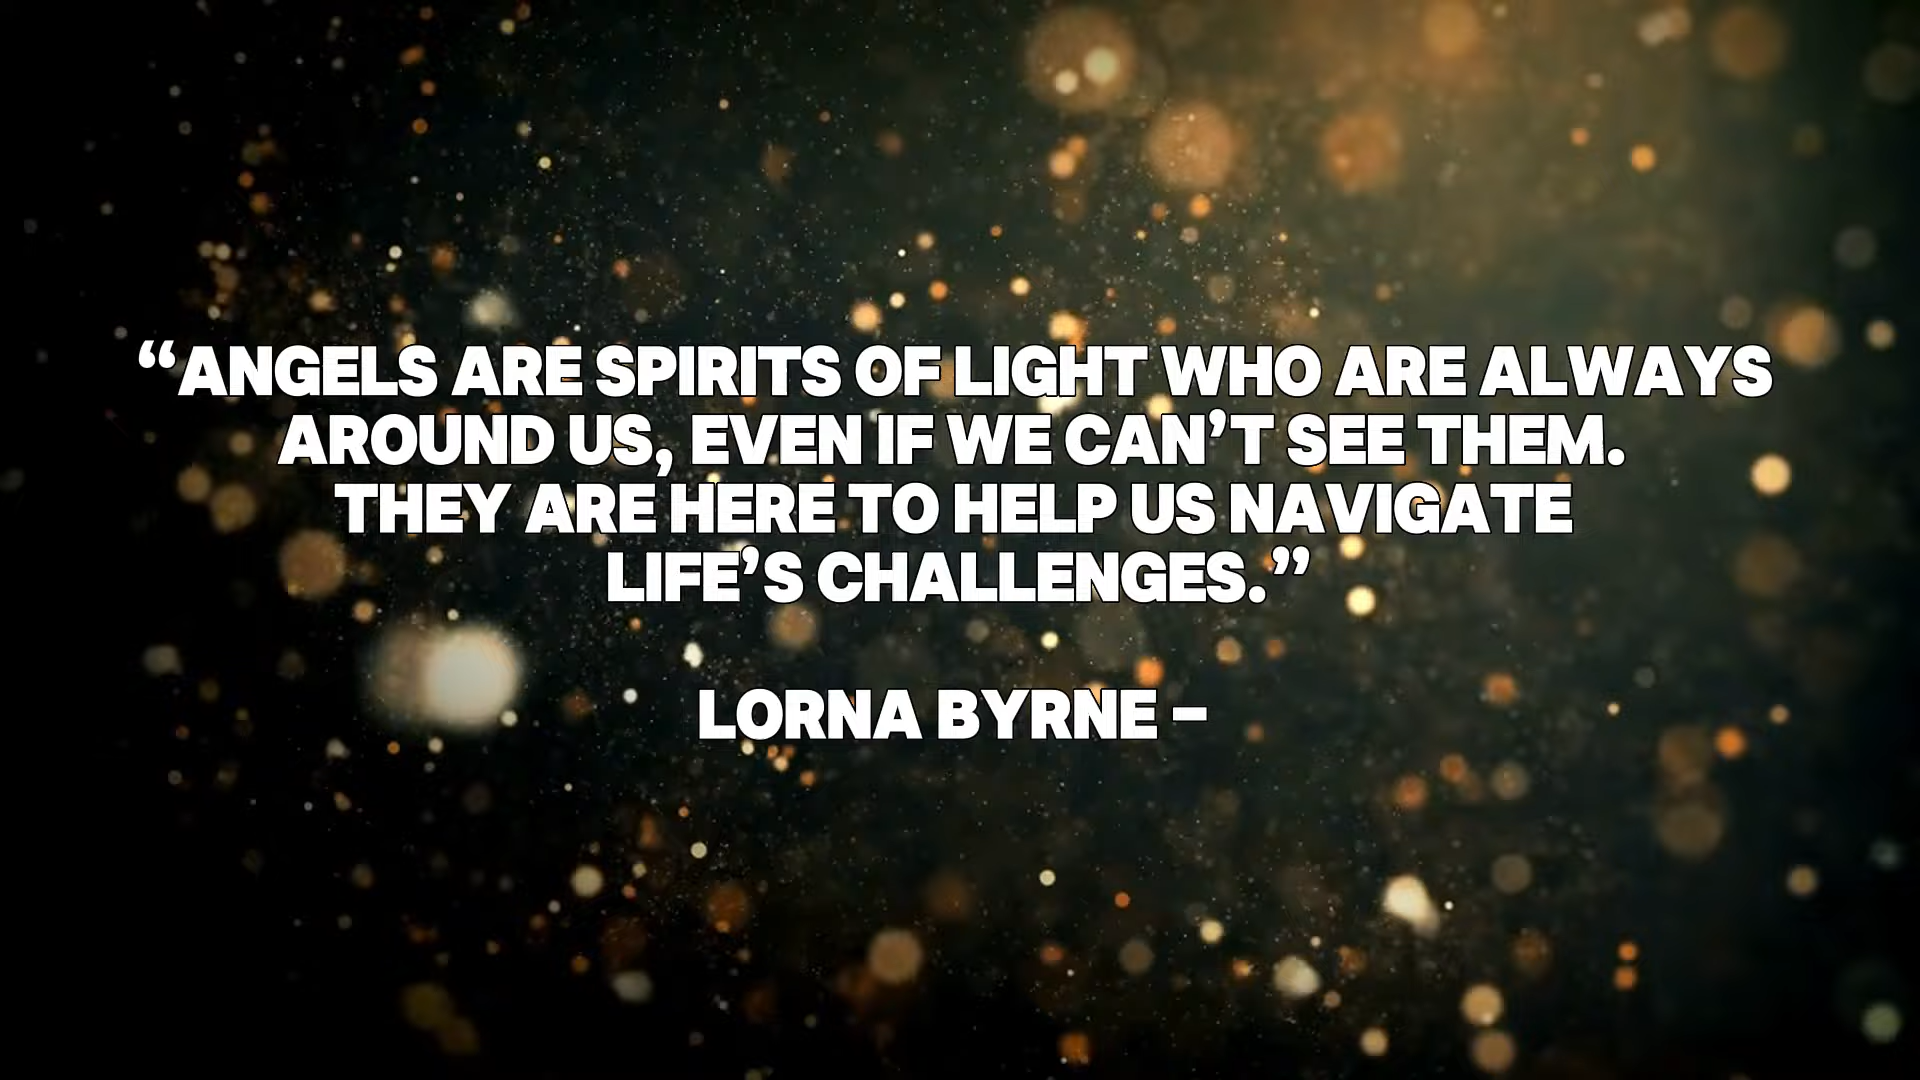 “ANGELS ARE SPIRITS OF LIGHT WHO ARE ALWAYS
AROUND US, EVEN IF WE CAN’T SEE THEM.
THEY ARE HERE TO HELP US NAVIGATE
LIFE’S CHALLENGES.”
LORNA BYRNE –